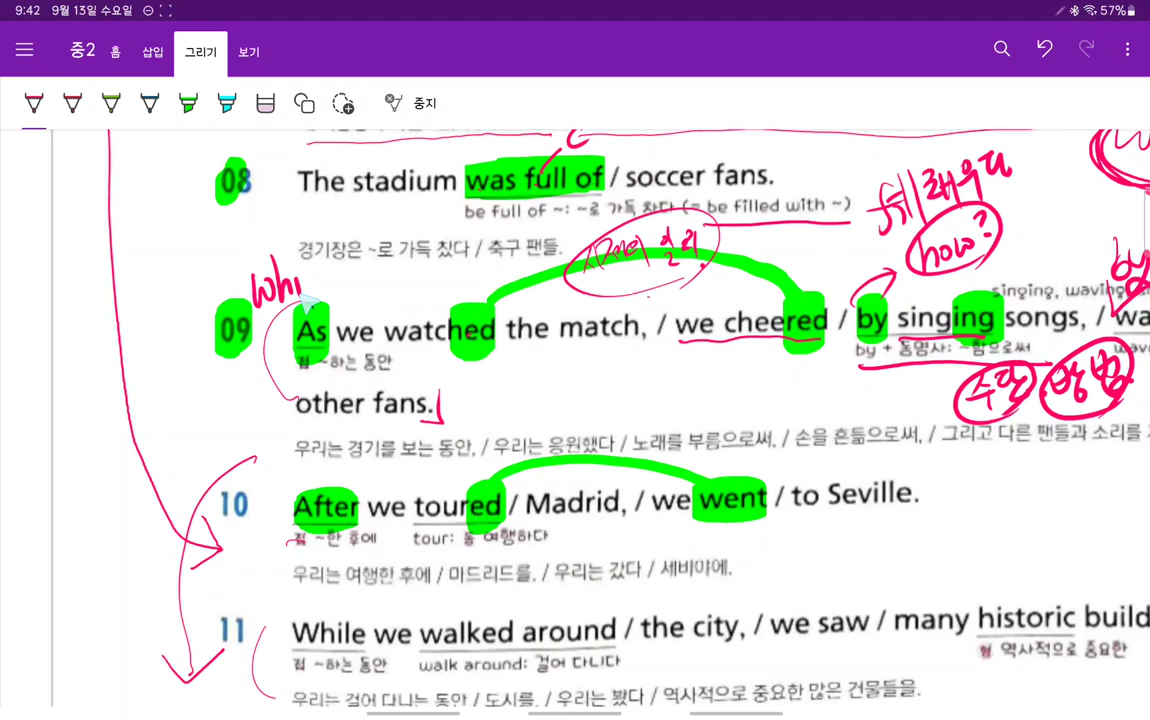 9:42 9월 13일 수요일 57%
중2 홈 삽입 그리기 보기
중지
08 The stadium was full of / soccer fans.
be full of ~: ~로 가득 찼다 (= be filled with ~)
경기장은 ~로 가득 찼다 / 축구 팬들.
채우다
how?
시제의 일치
Whi
by
singing, waving
09 As we watched the match, / we cheered / by singing songs, / wa
접 ~하는 동안
by + 동명사: ~함으로써
wav
수단 방법
other fans.
우리는 경기를 보는 동안, / 우리는 응원했다 / 노래를 부름으로써, / 손을 흔듦으로써, / 그리고 다른 팬들과 소리를
10 After we toured / Madrid, / we went / to Seville.
접 ~한 후에 tour: 동 여행하다
우리는 여행한 후에 / 마드리드를, / 우리는 갔다 / 세비야에.
11 While we walked around / the city, / we saw / many historic build
접 ~하는 동안 walk around: 걸어 다니다 형 역사적으로 중요한
우리는 걸어 다니는 동안 / 도시를, / 우리는 봤다 / 역사적으로 중요한 많은 건물들을.